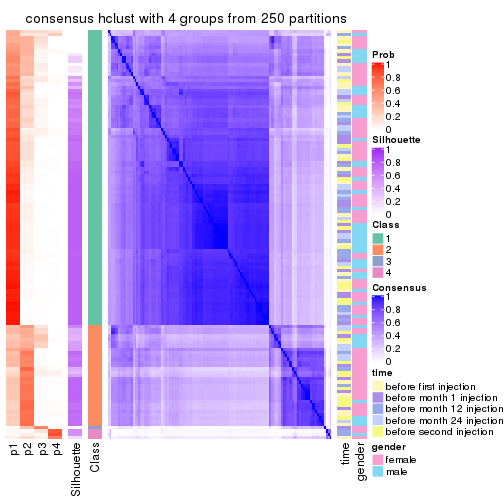 consensus hclust with 4 groups from 250 partitions
Prob
1
0.8
0.6
0.4
0.2
0
Silhouette
1
0.8
0.6
0.4
0.2
0
Class
1
2
3
4
Consensus
1
0.8
0.6
0.4
0.2
0
time
before first injection
before month 1 injection
before month 12 injection
before month 24 injection
before second injection
gender
female
male
p1
p2
p3
p4
Silhouette
Class
time
gender